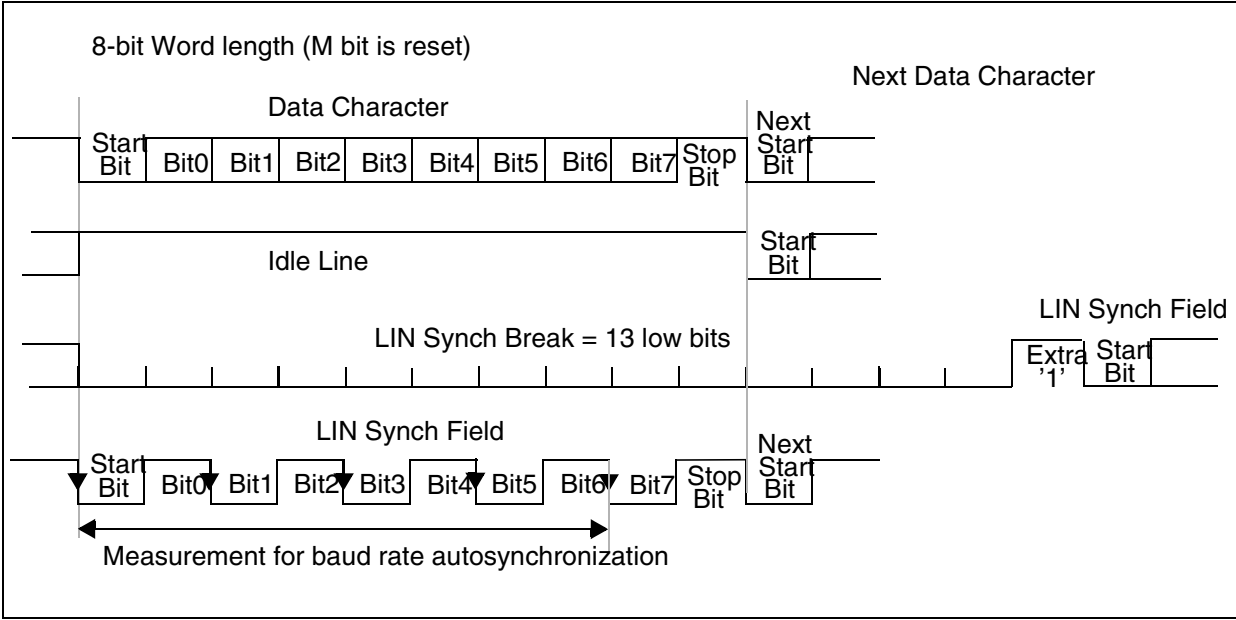 8-bit Word length (M bit is reset)
Next Data Character
Data Character
Start Bit
Bit0
Bit1
Bit2
Bit3
Bit4
Bit5
Bit6
Bit7
Stop Bit
Next Start Bit
Idle Line
Start Bit
LIN Synch Field
LIN Synch Break = 13 low bits
Extra '1'
Start Bit
LIN Synch Field
Start Bit
Bit0
Bit1
Bit2
Bit3
Bit4
Bit5
Bit6
Bit7
Stop Bit
Next Start Bit
Measurement for baud rate autosynchronization